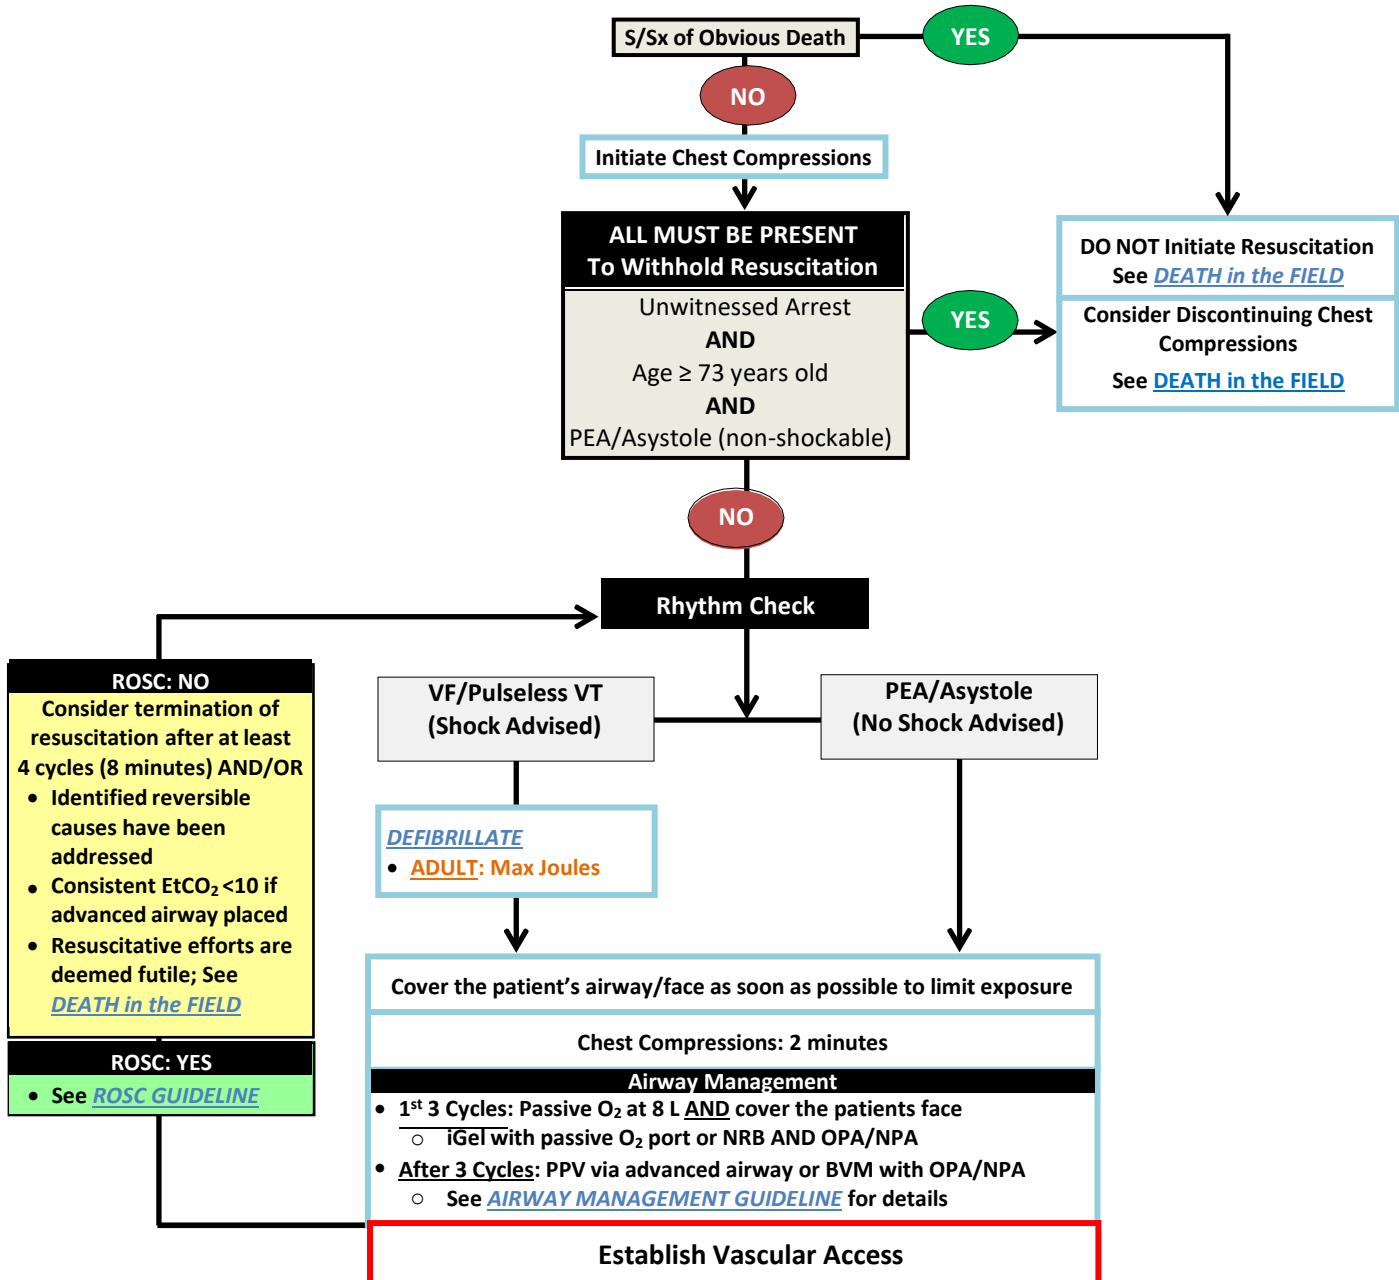 S/Sx of Obvious Death
YES
NO
Initiate Chest Compressions
ALL MUST BE PRESENT
To Withhold Resuscitation
Unwitnessed Arrest
AND
Age ≥ 73 years old
AND
PEA/Asystole (non-shockable)
YES
DO NOT Initiate Resuscitation
See DEATH in the FIELD
Consider Discontinuing Chest
Compressions
See DEATH in the FIELD
NO
Rhythm Check
ROSC: NO
Consider termination of
resuscitation after at least
4 cycles (8 minutes) AND/OR
• Identified reversible
causes have been
addressed
• Consistent EtCO₂ <10 if
advanced airway placed
• Resuscitative efforts are
deemed futile; See
DEATH in the FIELD
ROSC: YES
• See ROSC GUIDELINE
VF/Pulseless VT
(Shock Advised)
PEA/Asystole
(No Shock Advised)
DEFIBRILLATE
• ADULT: Max Joules
Cover the patient’s airway/face as soon as possible to limit exposure
Chest Compressions: 2 minutes
Airway Management
• 1st 3 Cycles: Passive O₂ at 8 L AND cover the patients face
○ iGel with passive O₂ port or NRB AND OPA/NPA
• After 3 Cycles: PPV via advanced airway or BVM with OPA/NPA
○ See AIRWAY MANAGEMENT GUIDELINE for details
Establish Vascular Access